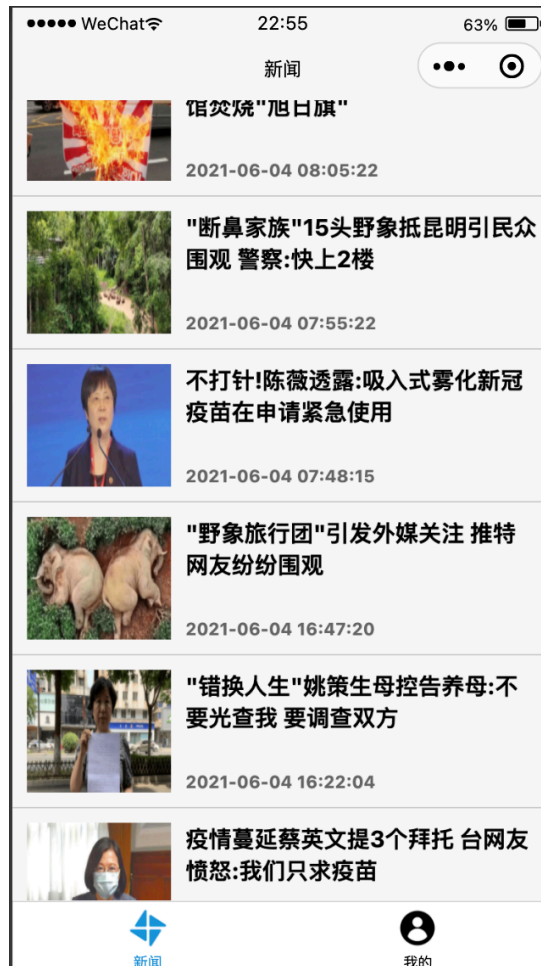 WeChat
22:55
63%
新闻
馆焚烧"旭日旗"
2021-06-04 08:05:22
"断鼻家族"15头野象抵昆明引民众
围观 警察:快上2楼
2021-06-04 07:55:22
不打针!陈薇透露:吸入式雾化新冠
疫苗在申请紧急使用
2021-06-04 07:48:15
"野象旅行团"引发外媒关注 推特
网友纷纷围观
2021-06-04 16:47:20
"错换人生"姚策生母控告养母:不
要光查我 要调查双方
2021-06-04 16:22:04
疫情蔓延蔡英文提3个拜托 台网友
愤怒:我们只求疫苗
新闻
我的